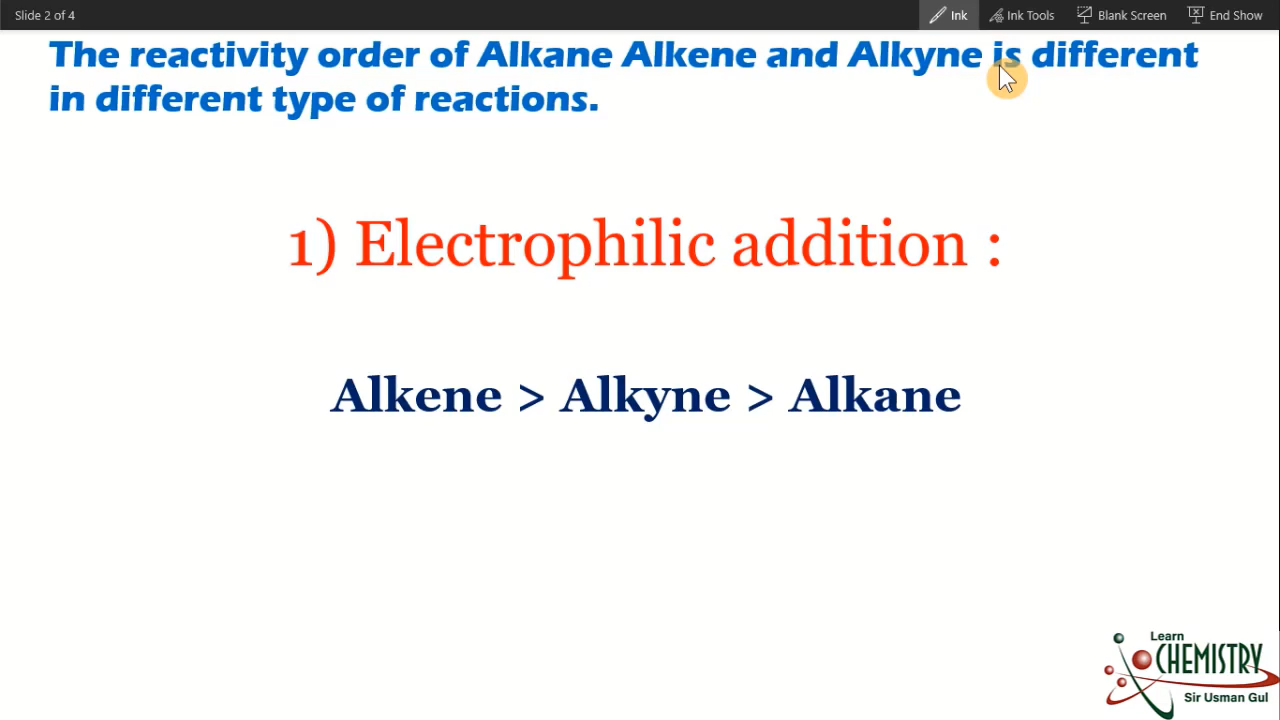 Slide 2 of 4
Ink
Ink Tools
Blank Screen
End Show
The reactivity order of Alkane Alkene and Alkyne is different
in different type of reactions.
1) Electrophilic addition :
Alkene > Alkyne > Alkane
Learn
CHEMISTRY
Sir Usman Gul